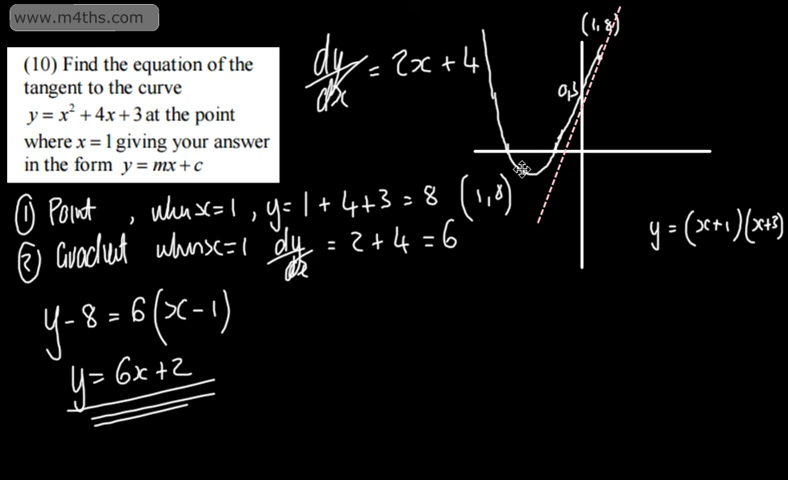 www.m4ths.com
(10) Find the equation of the
tangent to the curve
y = x² + 4x + 3 at the point
where x = 1 giving your answer
in the form y = mx + c
dy/dx = 2x + 4
(1,8)
0,3
① Point , when x=1 , y= 1 + 4+3 = 8 (1,8)
② Gradient when x=1 dy/dx = 2 + 4 = 6
y = (x+1)(x+3)
y - 8 = 6(x - 1)
y = 6x + 2